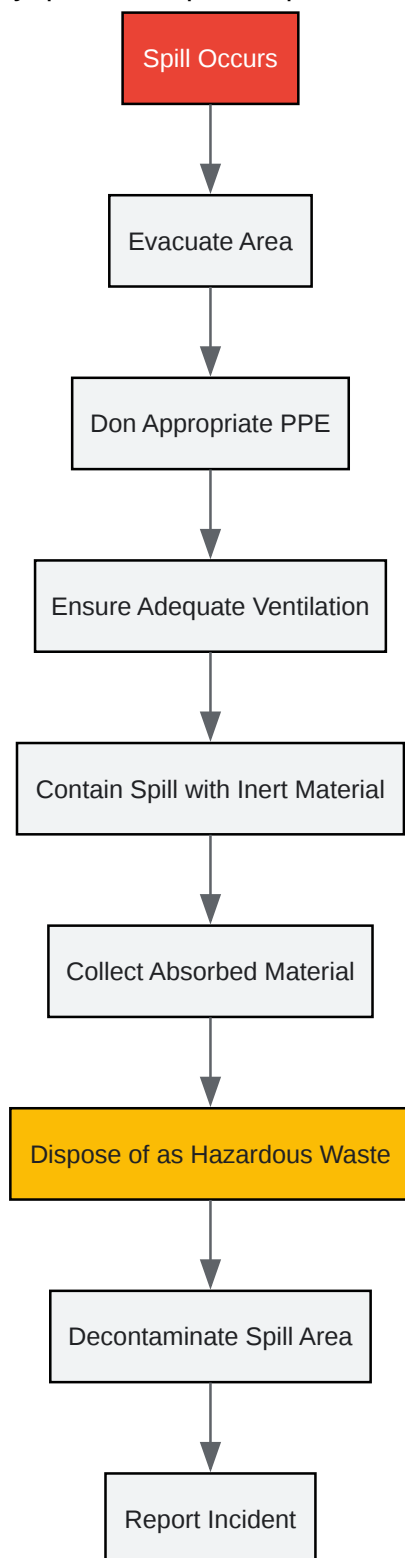 Spill Occurs
Evacuate Area
Don Appropriate PPE
Ensure Adequate Ventilation
Contain Spill with Inert Material
Collect Absorbed Material
Dispose of as Hazardous Waste
Decontaminate Spill Area
Report Incident